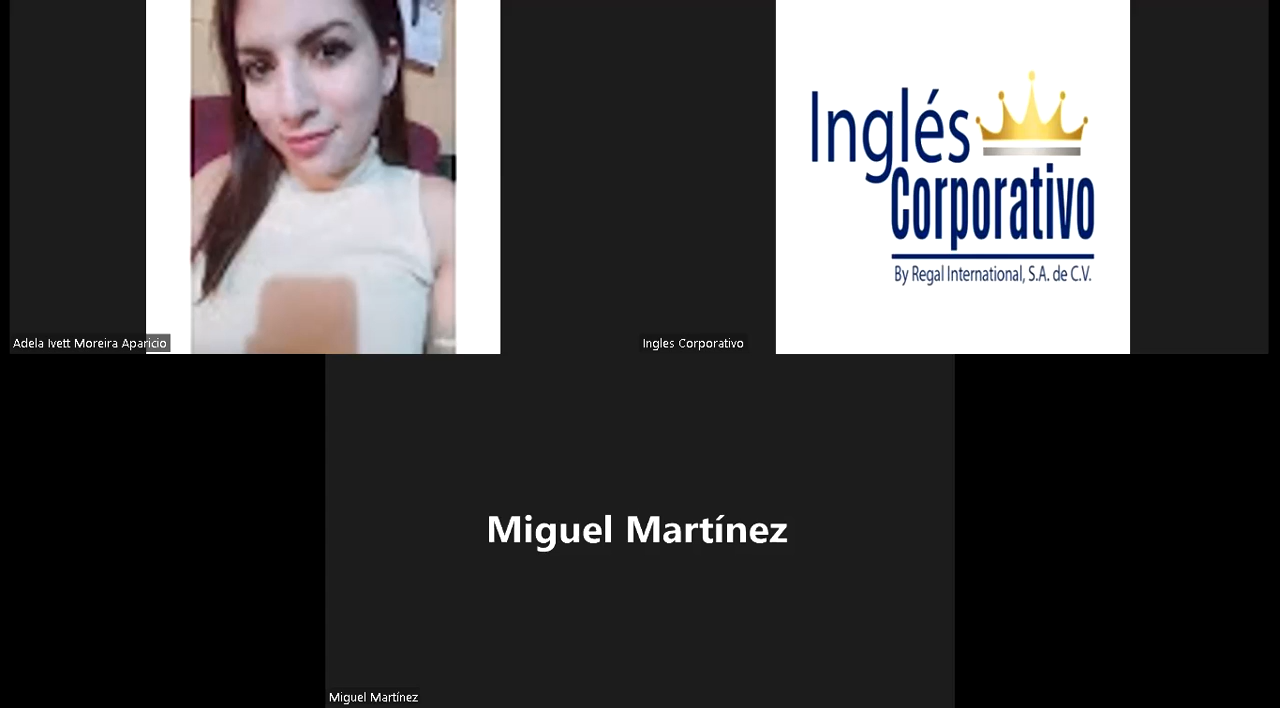 Inglés
Corporativo
By Regal International, S.A. de C.V.
Adela Ivett Moreira Aparicio
Ingles Corporativo
Miguel Martínez
Miguel Martínez